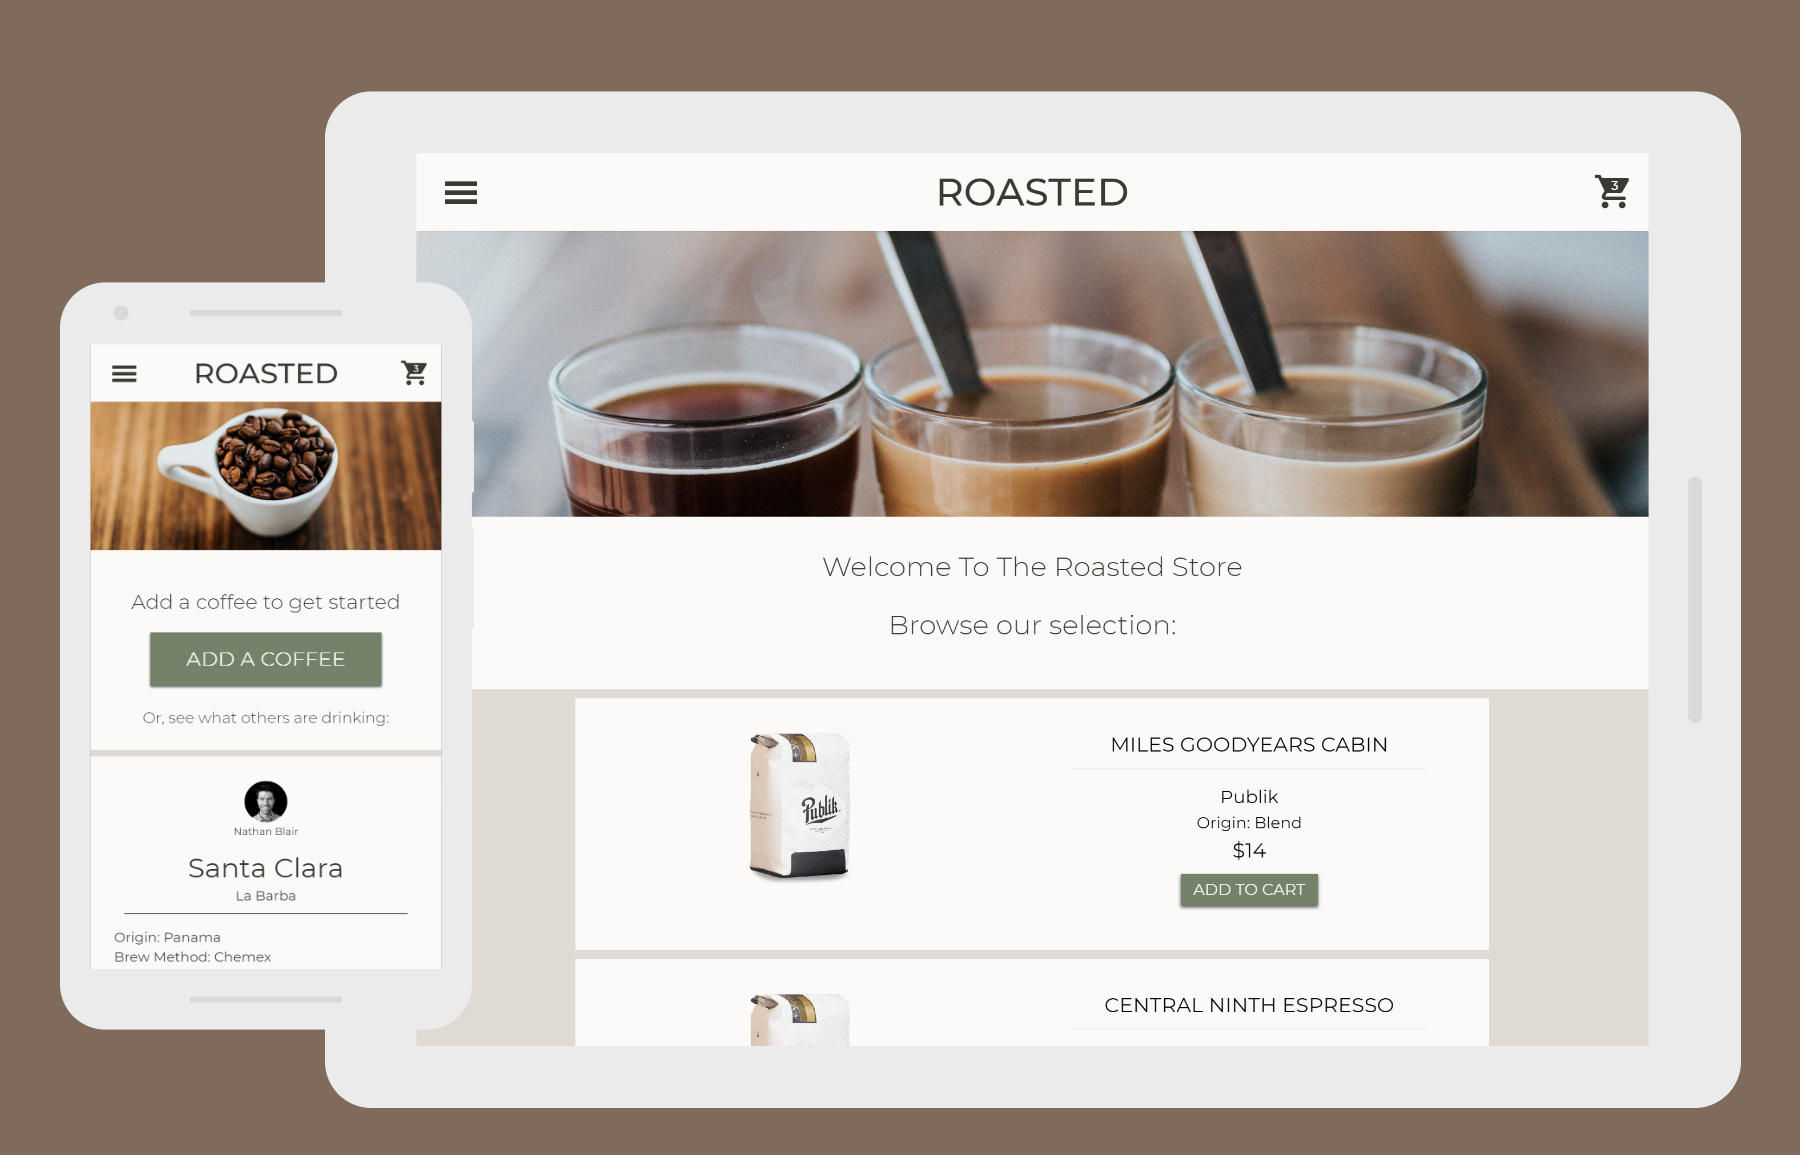 ROASTED
3
Add a coffee to get started
ADD A COFFEE
Or, see what others are drinking:
Nathan Blair
Santa Clara
La Barba
Origin: Panama
Brew Method: Chemex
ROASTED
3
Welcome To The Roasted Store
Browse our selection:
Publik
MILES GOODYEARS CABIN
Publik
Origin: Blend
$14
ADD TO CART
CENTRAL NINTH ESPRESSO